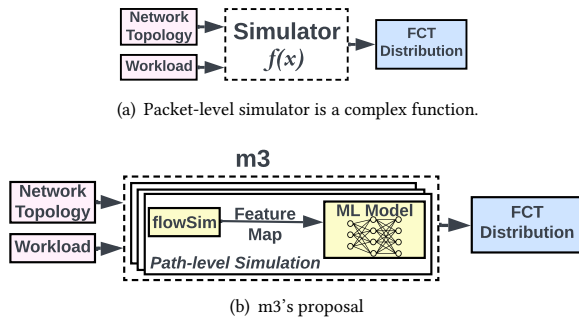 Network
Topology
Workload
Simulator
f(x)
FCT
Distribution
(a) Packet-level simulator is a complex function.
m3
Network
Topology
Workload
flowSim
Feature
Map
ML Model
Path-level Simulation
FCT
Distribution
(b) m3's proposal